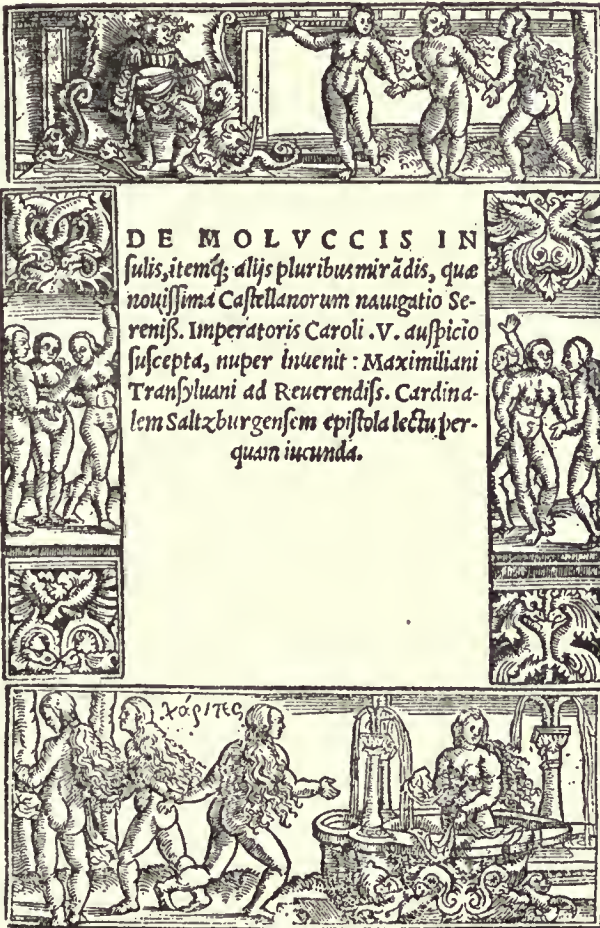 DE MOLVCCIS IN
ſulis, itemq́; alijs pluribus mirādis, quæ
nouiſſima Caſtellanorum nauigatio Se-
reniß. Imperatoris Caroli .V. auſpicio
ſuſcepta, nuper inuenit: Maximiliani
Tranſyluani ad Reuerendiſs. Cardina-
lem Saltzburgenſem epiſtola lectu per-
quam iucunda.
χάριτες